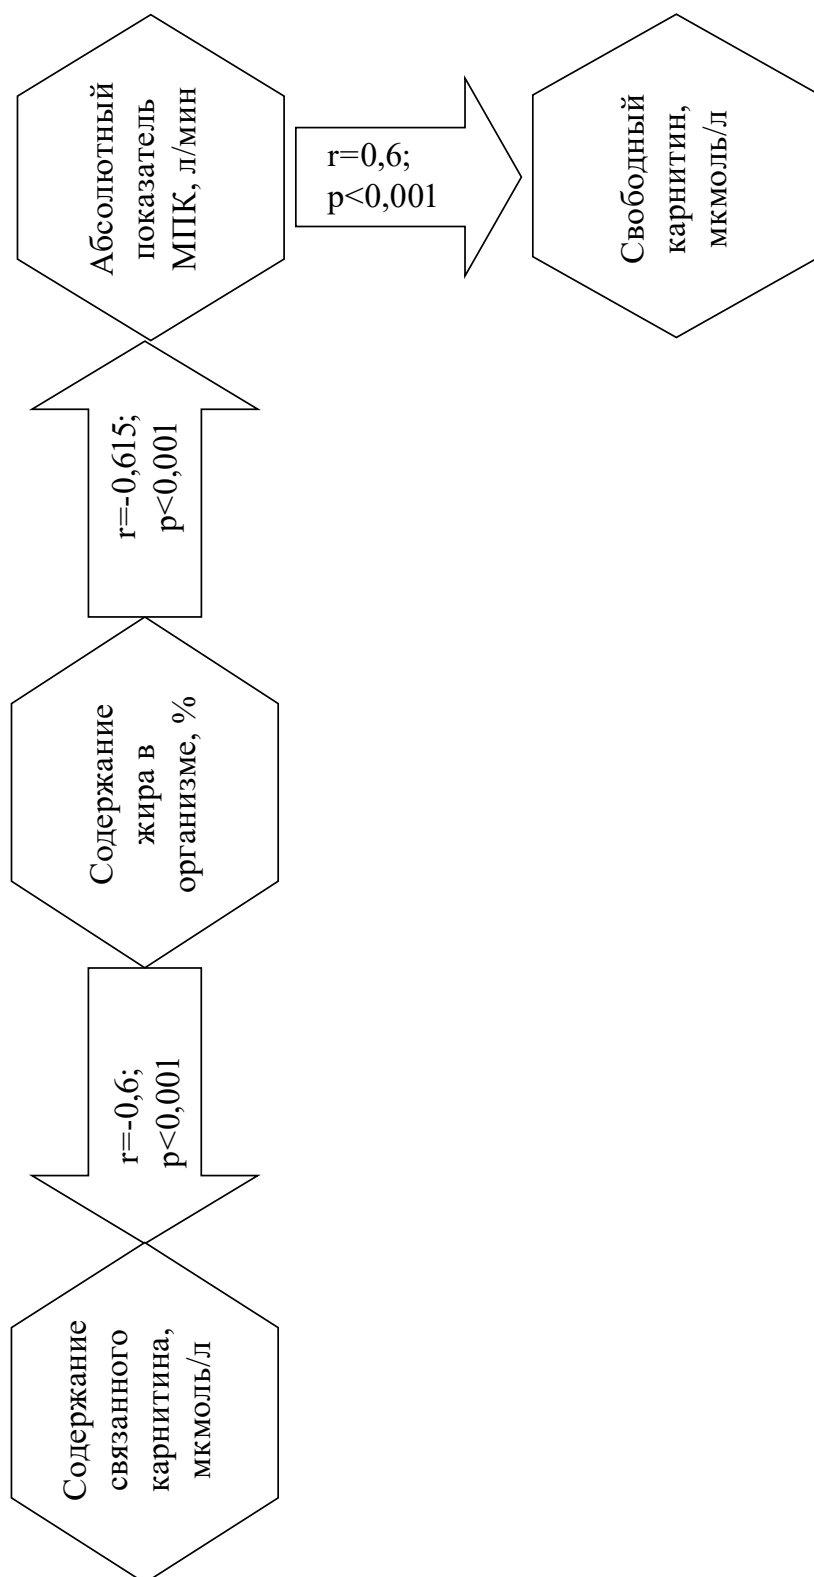 Абсолютный
показатель
МПК, л/мин
r=0,6;
p<0,001
Свободный
карнитин,
мкмоль/л
r=-0,615;
p<0,001
Содержание
жира в
организме, %
r=-0,6;
p<0,001
Содержание
связанного
карнитина,
мкмоль/л